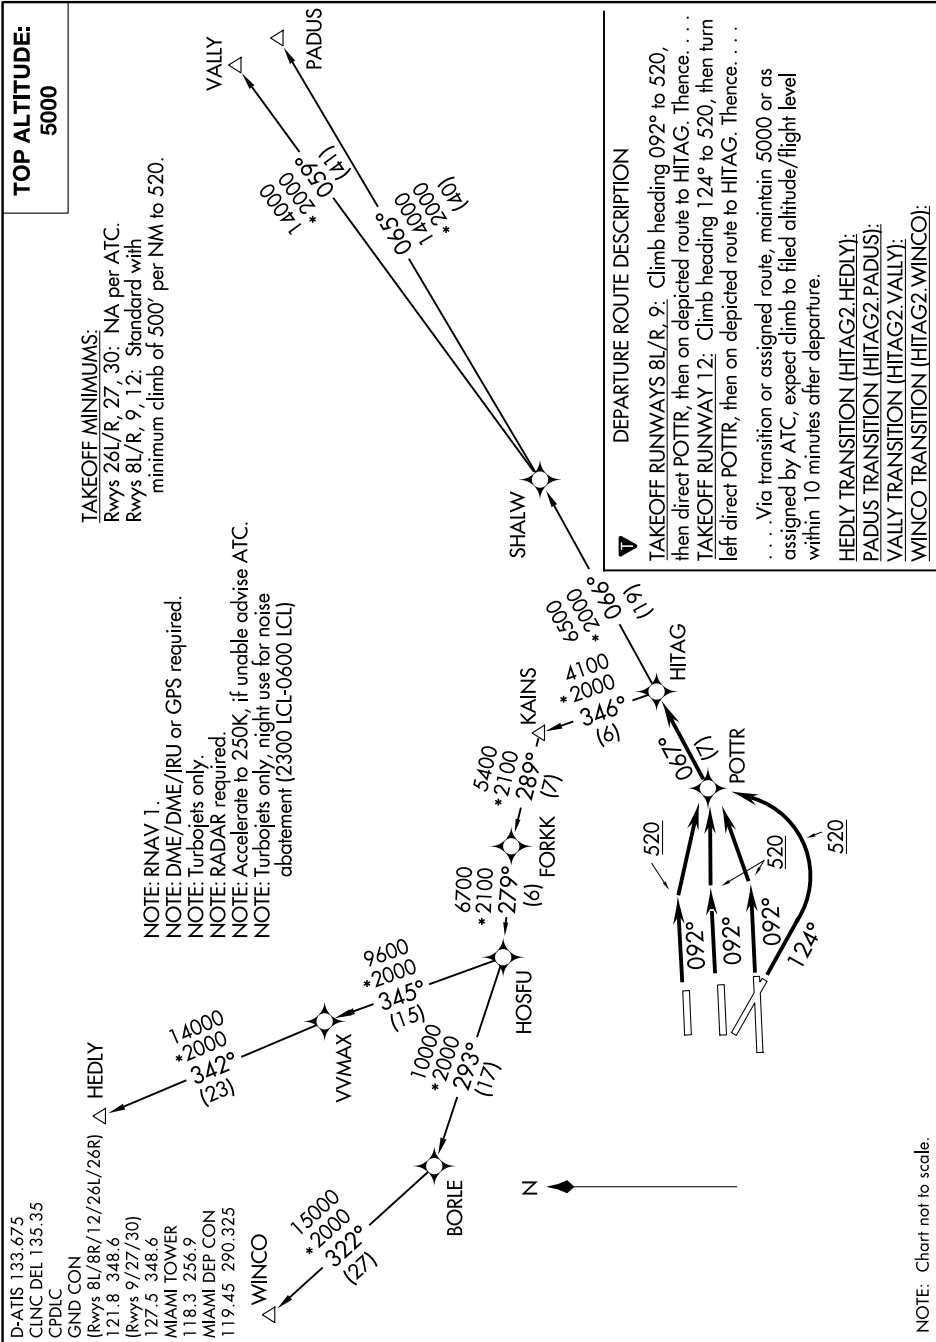 TOP ALTITUDE:
5000
D-ATIS 133.675
CLNC DEL 135.35
CPDLC
GND CON
(Rwys 8L/8R/12/26L/26R)
121.8 348.6
(Rwys 9/27/30)
127.5 348.6
MIAMI TOWER
118.3 256.9
MIAMI DEP CON
119.45 290.325
TAKEOFF MINIMUMS:
Rwys 26L/R, 27, 30: NA per ATC.
Rwys 8L/R, 9, 12: Standard with
minimum climb of 500' per NM to 520.
NOTE: RNAV 1.
NOTE: DME/DME/IRU or GPS required.
NOTE: Turbojets only.
NOTE: RADAR required.
NOTE: Accelerate to 250K, if unable advise ATC.
NOTE: Turbojets only, night use for noise
abatement (2300 LCL-0600 LCL)
VALLY
PADUS
14000
*2000
059°
(41)
065°
14000
*2000
(40)
SHALW
6500
*2000
066°
(19)
HITAG
4100
*2000
346°
(6)
KAINS
5400
*2100
289°
(7)
FORKK
6700
*2100
279°
(6)
HOSFU
9600
*2000
345°
(15)
VVMAX
14000
*2000
342°
(23)
HEDLY
10000
*2000
293°
(17)
BORLE
15000
*2000
322°
(27)
WINCO
067°
(7)
POTTR
520
520
520
092°
092°
092°
124°
N
DEPARTURE ROUTE DESCRIPTION
T
TAKEOFF RUNWAYS 8L/R, 9: Climb heading 092° to 520,
then direct POTTR, then on depicted route to HITAG. Thence. . . .
TAKEOFF RUNWAY 12: Climb heading 124° to 520, then turn
left direct POTTR, then on depicted route to HITAG. Thence. . . .
. . . . Via transition or assigned route, maintain 5000 or as
assigned by ATC, expect climb to filed altitude/flight level
within 10 minutes after departure.
HEDLY TRANSITION (HITAG2.HEDLY):
PADUS TRANSITION (HITAG2.PADUS):
VALLY TRANSITION (HITAG2.VALLY):
WINCO TRANSITION (HITAG2.WINCO):
NOTE: Chart not to scale.